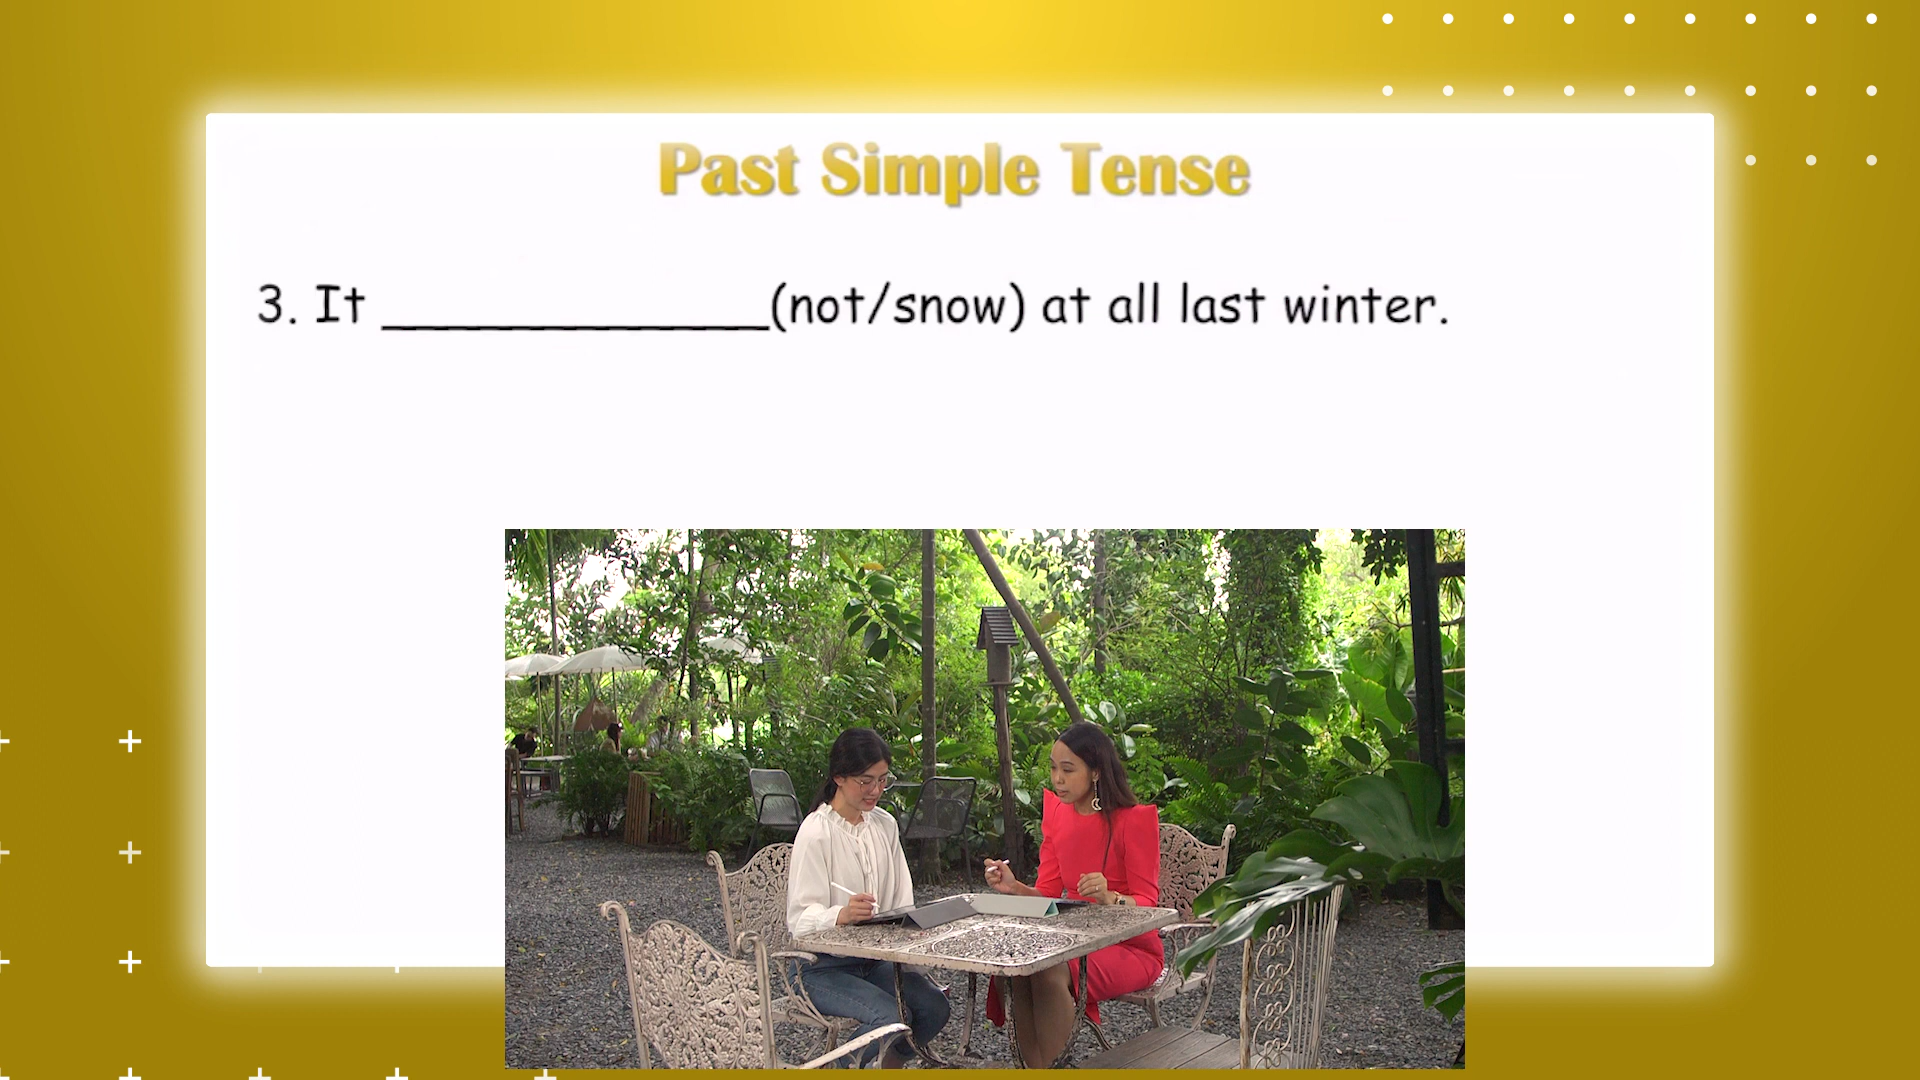 Past Simple Tense
3. It ______________(not/snow) at all last winter.